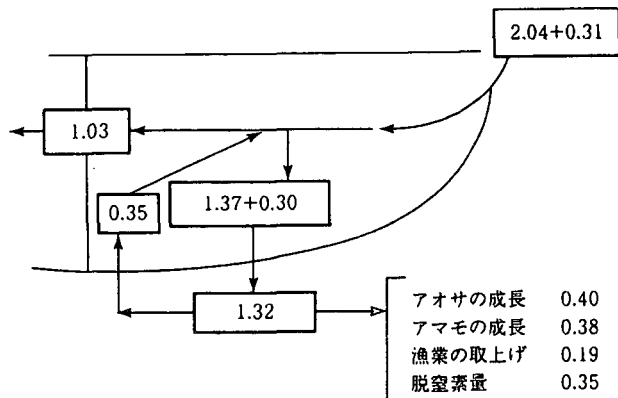 2.04+0.31
1.03
0.35
1.37+0.30
1.32
アオサの成長 0.40
アマモの成長 0.38
漁業の取上げ 0.19
脱窒素量 0.35